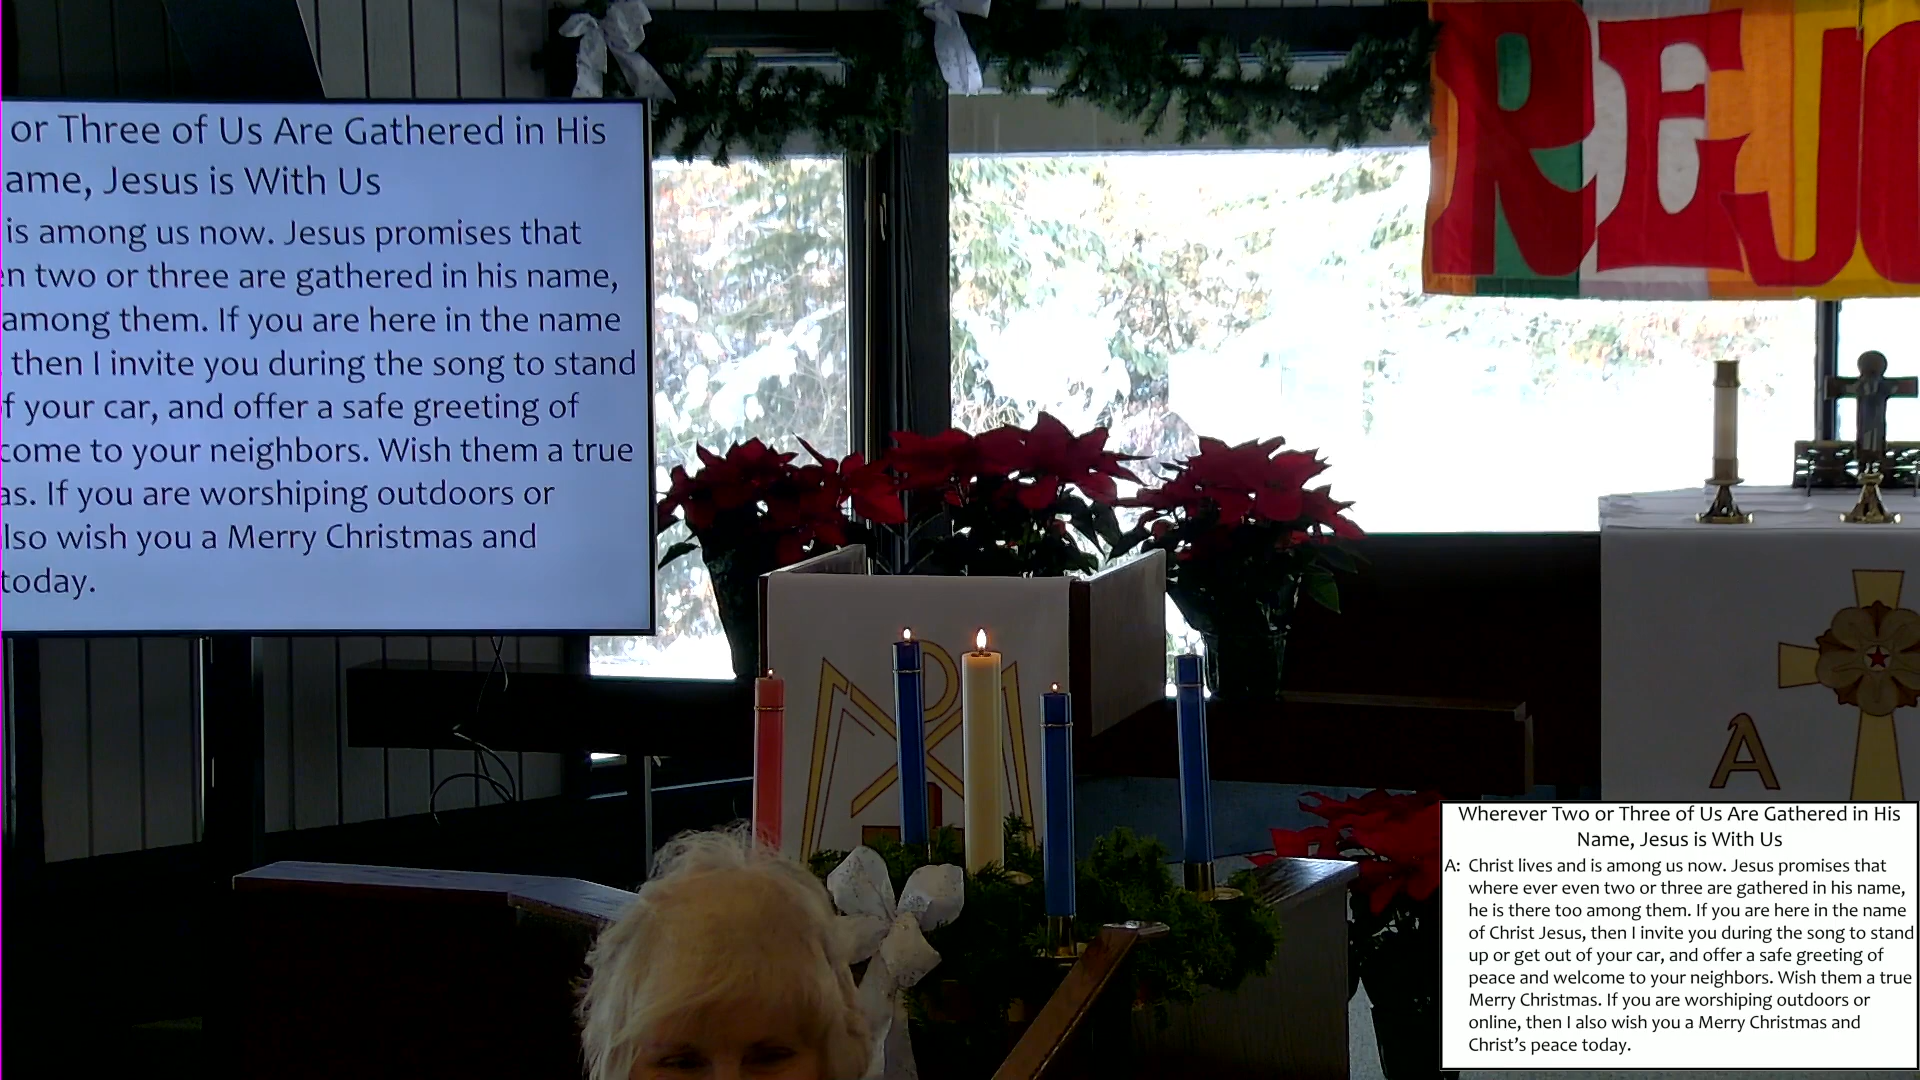 or Three of Us Are Gathered in His
ame, Jesus is With Us
is among us now. Jesus promises that
en two or three are gathered in his name,
among them. If you are here in the name
then I invite you during the song to stand
f your car, and offer a safe greeting of
come to your neighbors. Wish them a true
as. If you are worshiping outdoors or
lso wish you a Merry Christmas and
today.
REJO
A
Wherever Two or Three of Us Are Gathered in His
Name, Jesus is With Us
A: Christ lives and is among us now. Jesus promises that
where ever even two or three are gathered in his name,
he is there too among them. If you are here in the name
of Christ Jesus, then I invite you during the song to stand
up or get out of your car, and offer a safe greeting of
peace and welcome to your neighbors. Wish them a true
Merry Christmas. If you are worshiping outdoors or
online, then I also wish you a Merry Christmas and
Christ's peace today.